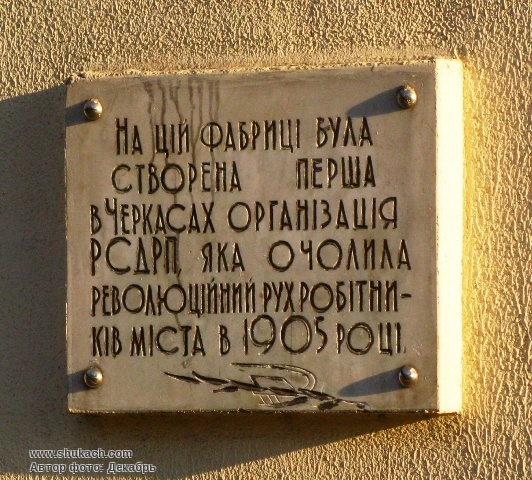 На цій фабриці була
створена перша
в Черкасах організація
РСДРП, яка очолила
революційний рух робітни-
ків міста в 1905 році.
www.shukach.com
Автор фото: Декабрь